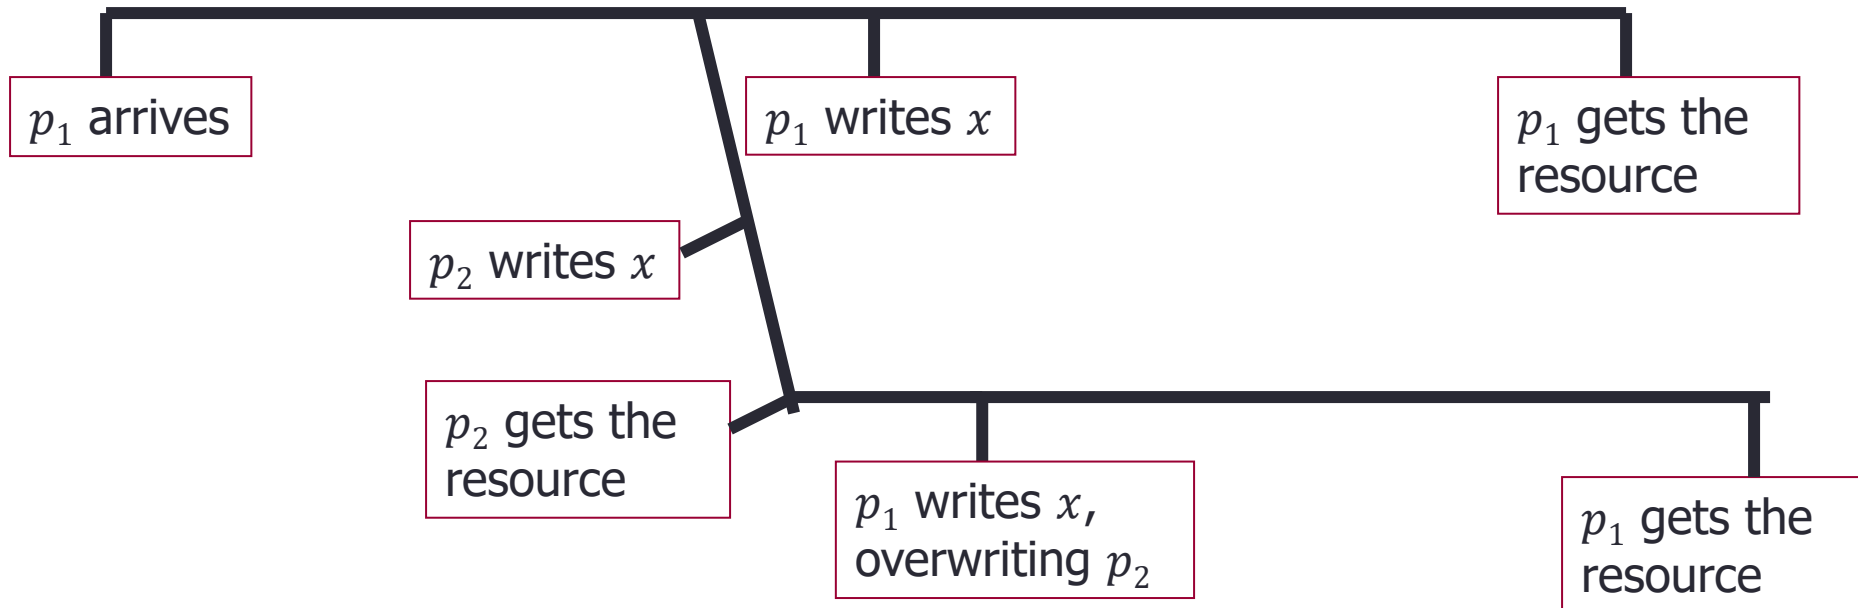 𝑝₁ arrives
𝑝₁ writes 𝑥
𝑝₁ gets the
resource
𝑝₂ writes 𝑥
𝑝₂ gets the
resource
𝑝₁ writes 𝑥,
overwriting 𝑝₂
𝑝₁ gets the
resource